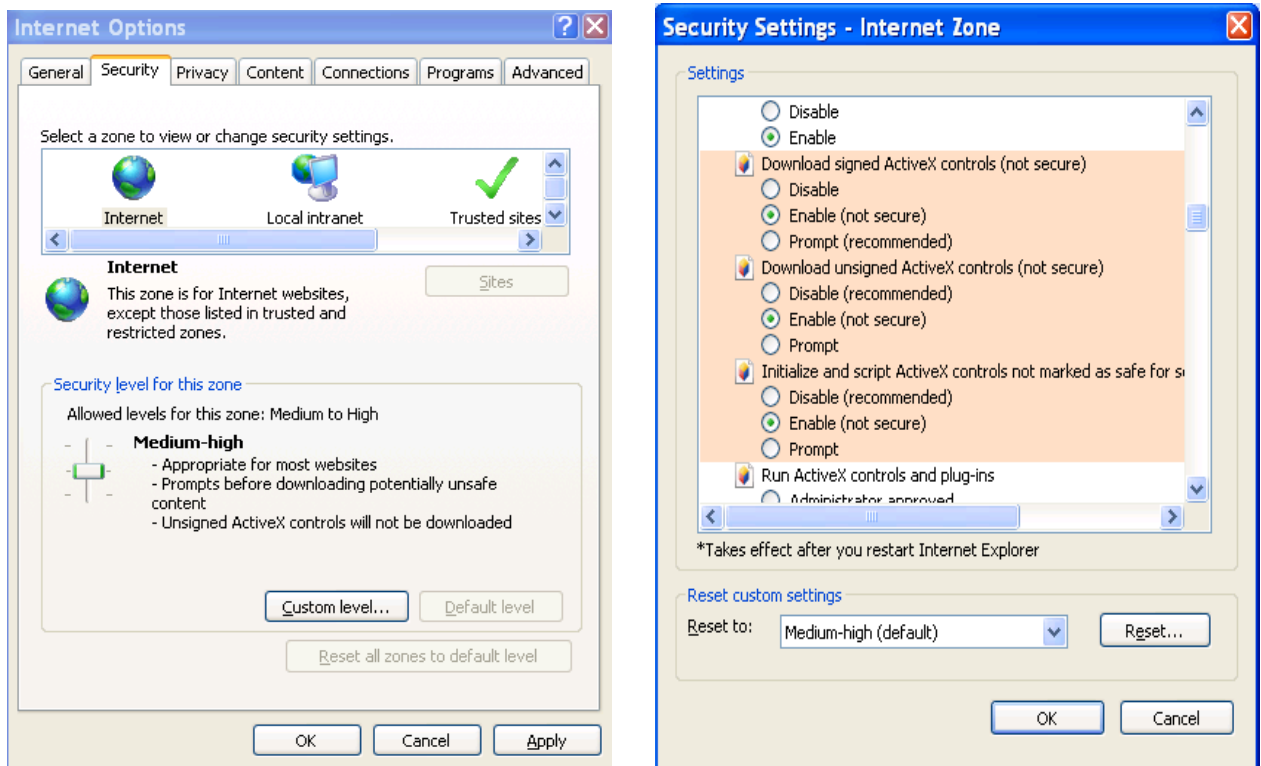 Internet Options
General Security Privacy Content Connections Programs Advanced
Select a zone to view or change security settings.
Internet Local intranet Trusted sites
Internet
Sites
This zone is for Internet websites,
except those listed in trusted and
restricted zones.
Security level for this zone
Allowed levels for this zone: Medium to High
Medium-high
- Appropriate for most websites
- Prompts before downloading potentially unsafe
content
- Unsigned ActiveX controls will not be downloaded
Custom level... Default level
Reset all zones to default level
OK Cancel Apply
Security Settings - Internet Zone
Settings
Disable
Enable
Download signed ActiveX controls (not secure)
Disable
Enable (not secure)
Prompt (recommended)
Download unsigned ActiveX controls (not secure)
Disable (recommended)
Enable (not secure)
Prompt
Initialize and script ActiveX controls not marked as safe for
Disable (recommended)
Enable (not secure)
Prompt
Run ActiveX controls and plug-ins
Administrator approved
*Takes effect after you restart Internet Explorer
Reset custom settings
Reset to: Medium-high (default) Reset...
OK Cancel